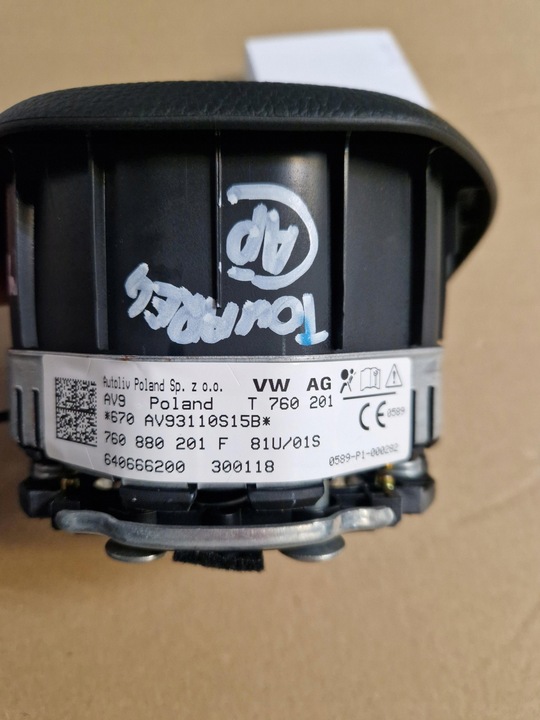 AP
TOUAREG
Autoliv Poland Sp. z o.o. VW AG
AV9 Poland T 760 201
*670 AV93110S15B*
CE 0589
760 880 201 F 81U/01S
640666200 300118 0589-P1-000282